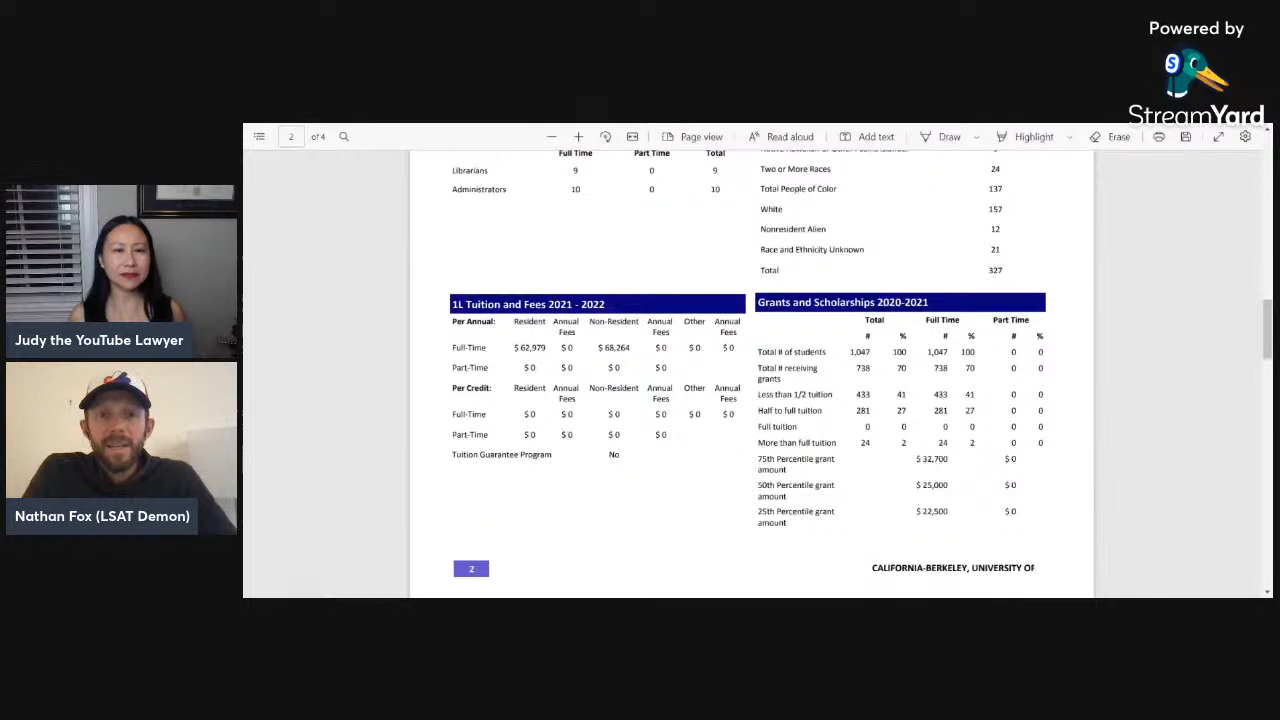 Powered by
S
StreamYard
2 of 4
Page view
Read aloud
Add text
Draw
Highlight
Erase
Full Time Part Time Total
Librarians 9 0 9
Administrators 10 0 10
Two or More Races 24
Total People of Color 137
White 157
Nonresident Alien 12
Race and Ethnicity Unknown 21
Total 327
Judy the YouTube Lawyer
Nathan Fox (LSAT Demon)
1L Tuition and Fees 2021 - 2022
Per Annual: Resident Annual Non-Resident Annual Other Annual
Fees Fees Fees
Full-Time $ 62,979 $ 0 $ 68,264 $ 0 $ 0 $ 0
Part-Time $ 0 $ 0 $ 0 $ 0
Per Credit: Resident Annual Non-Resident Annual Other Annual
Fees Fees Fees
Full-Time $ 0 $ 0 $ 0 $ 0 $ 0 $ 0
Part-Time $ 0 $ 0 $ 0 $ 0
Tuition Guarantee Program No
Grants and Scholarships 2020-2021
Total Full Time Part Time
# % # % # %
Total # of students 1,047 100 1,047 100 0 0
Total # receiving 738 70 738 70 0 0
grants
Less than 1/2 tuition 433 41 433 41 0 0
Half to full tuition 281 27 281 27 0 0
Full tuition 0 0 0 0 0 0
More than full tuition 24 2 24 2 0 0
75th Percentile grant $ 32,700 $ 0
amount
50th Percentile grant $ 25,000 $ 0
amount
25th Percentile grant $ 22,500 $ 0
amount
2
CALIFORNIA-BERKELEY, UNIVERSITY OF